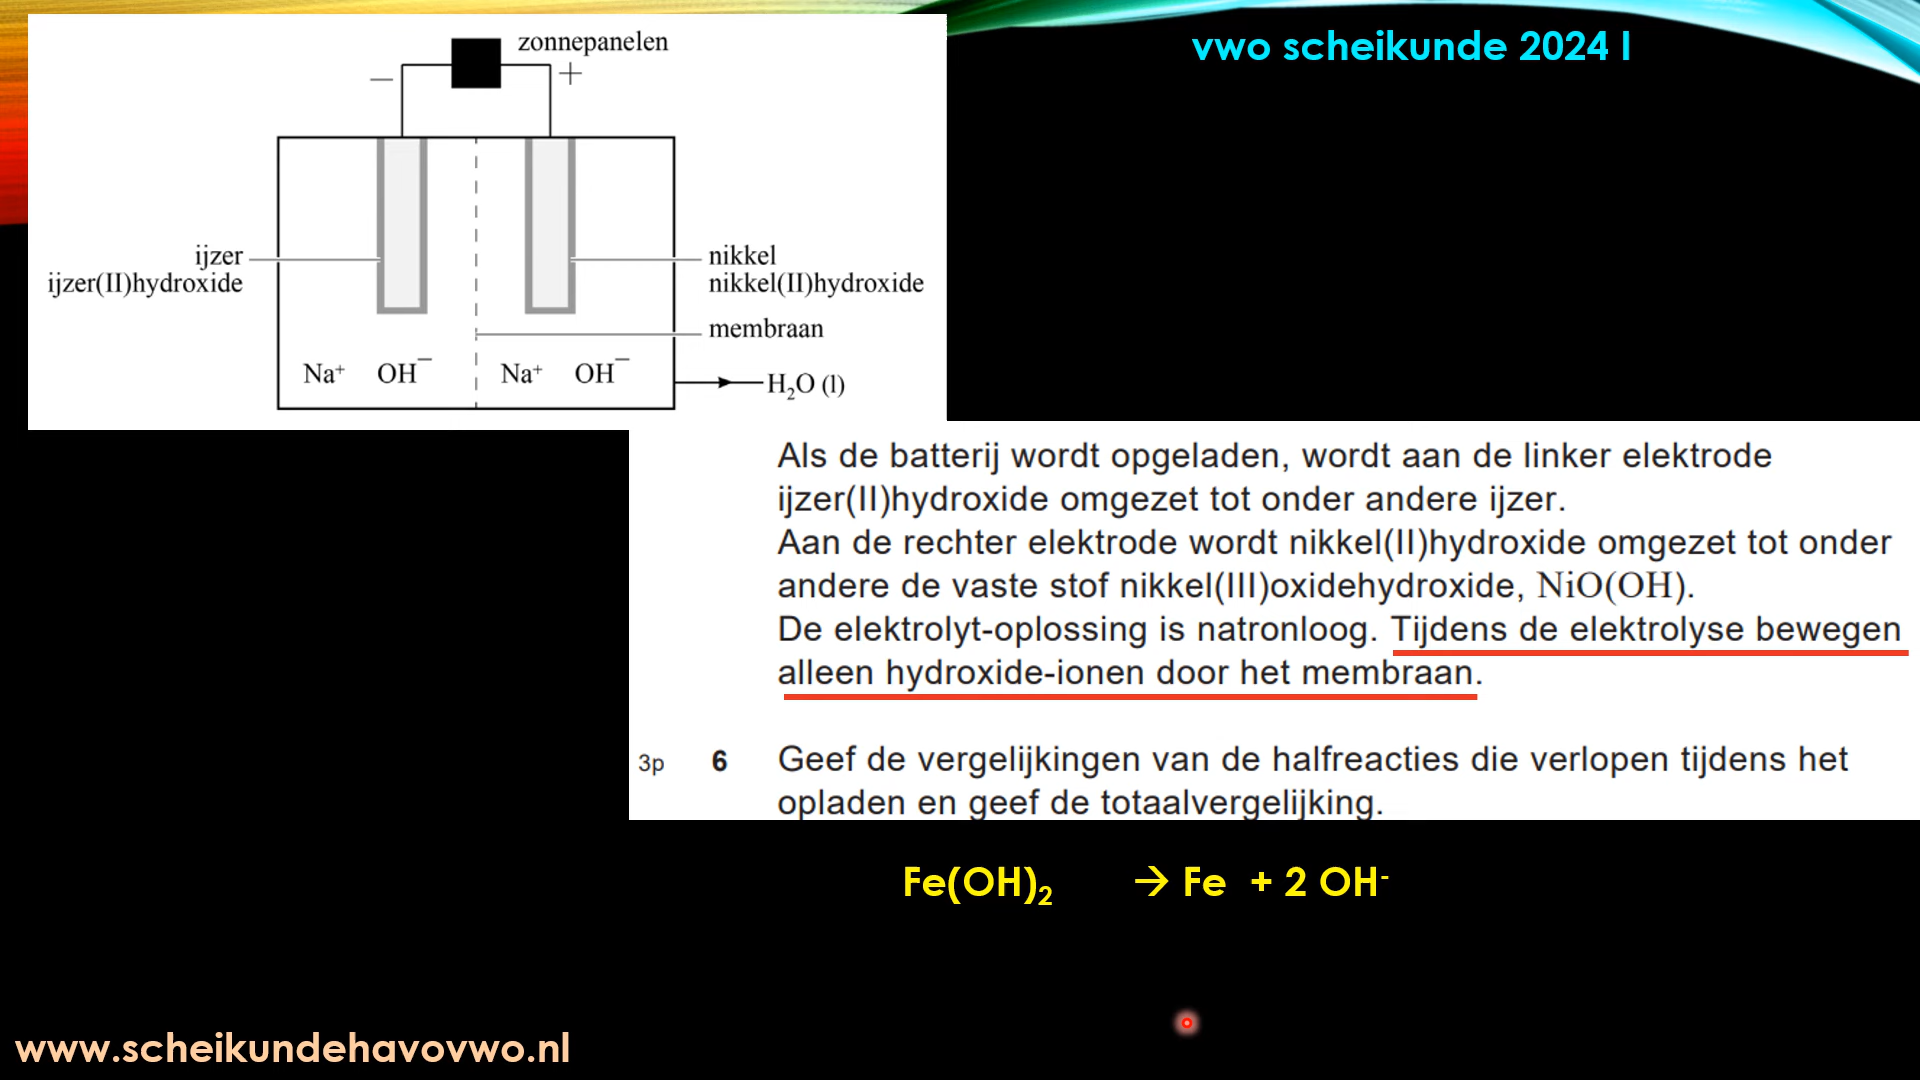 vwo scheikunde 2024 I
zonnepanelen
− +
ijzer
ijzer(II)hydroxide
nikkel
nikkel(II)hydroxide
membraan
Na⁺ OH⁻ Na⁺ OH⁻
H₂O (l)
Als de batterij wordt opgeladen, wordt aan de linker elektrode
ijzer(II)hydroxide omgezet tot onder andere ijzer.
Aan de rechter elektrode wordt nikkel(II)hydroxide omgezet tot onder
andere de vaste stof nikkel(III)oxidehydroxide, NiO(OH).
De elektrolyt-oplossing is natronloog. Tijdens de elektrolyse bewegen
alleen hydroxide-ionen door het membraan.
3p 6 Geef de vergelijkingen van de halfreacties die verlopen tijdens het
opladen en geef de totaalvergelijking.
Fe(OH)₂ → Fe + 2 OH⁻
www.scheikundehavovwo.nl